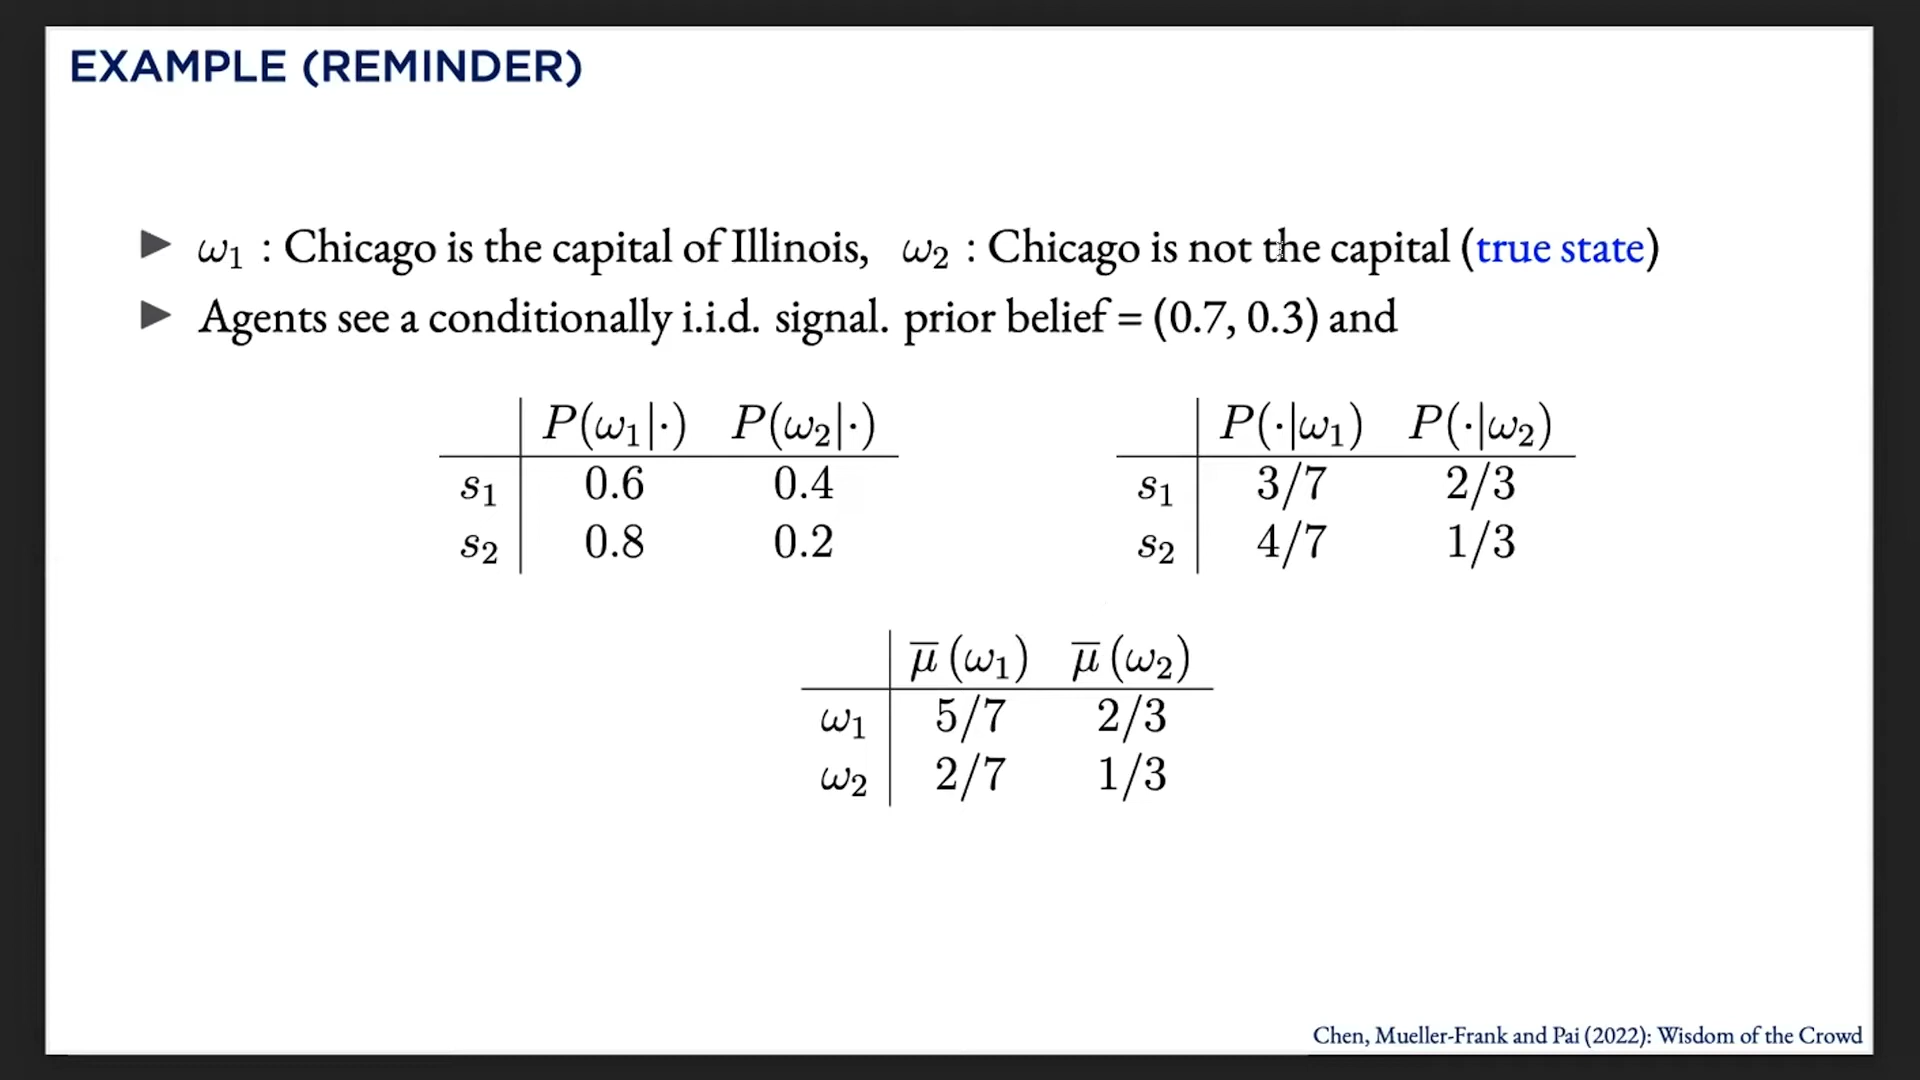 EXAMPLE (REMINDER)
▶ ω₁ : Chicago is the capital of Illinois, ω₂ : Chicago is not the capital (true state)
▶ Agents see a conditionally i.i.d. signal. prior belief = (0.7, 0.3) and
P(ω₁|·) P(ω₂|·)
s₁ 0.6 0.4
s₂ 0.8 0.2
P(·|ω₁) P(·|ω₂)
s₁ 3/7 2/3
s₂ 4/7 1/3
μ̅ (ω₁) μ̅ (ω₂)
ω₁ 5/7 2/3
ω₂ 2/7 1/3
Chen, Mueller-Frank and Pai (2022): Wisdom of the Crowd